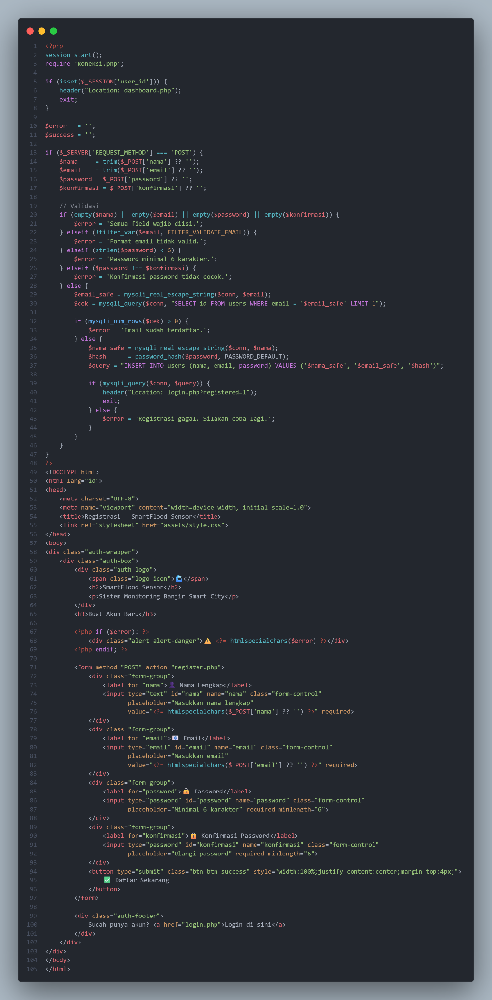 1 <?php
2 session_start();
3 require 'koneksi.php';
4
5 if (isset($_SESSION['user_id'])) {
6     header("Location: dashboard.php");
7     exit;
8 }
9
10 $error   = '';
11 $success = '';
12
13 if ($_SERVER['REQUEST_METHOD'] === 'POST') {
14     $nama     = trim($_POST['nama'] ?? '');
15     $email    = trim($_POST['email'] ?? '');
16     $password = $_POST['password'] ?? '';
17     $konfirmasi = $_POST['konfirmasi'] ?? '';
18
19     // Validasi
20     if (empty($nama) || empty($email) || empty($password) || empty($konfirmasi)) {
21         $error = 'Semua field wajib diisi.';
22     } elseif (!filter_var($email, FILTER_VALIDATE_EMAIL)) {
23         $error = 'Format email tidak valid.';
24     } elseif (strlen($password) < 6) {
25         $error = 'Password minimal 6 karakter.';
26     } elseif ($password !== $konfirmasi) {
27         $error = 'Konfirmasi password tidak cocok.';
28     } else {
29         $email_safe = mysqli_real_escape_string($conn, $email);
30         $cek = mysqli_query($conn, "SELECT id FROM users WHERE email = '$email_safe' LIMIT 1");
31
32         if (mysqli_num_rows($cek) > 0) {
33             $error = 'Email sudah terdaftar.';
34         } else {
35             $nama_safe = mysqli_real_escape_string($conn, $nama);
36             $hash      = password_hash($password, PASSWORD_DEFAULT);
37             $query = "INSERT INTO users (nama, email, password) VALUES ('$nama_safe', '$email_safe', '$hash')";
38
39             if (mysqli_query($conn, $query)) {
40                 header("Location: login.php?registered=1");
41                 exit;
42             } else {
43                 $error = 'Registrasi gagal. Silakan coba lagi.';
44             }
45         }
46     }
47 }
48 ?>
49 <!DOCTYPE html>
50 <html lang="id">
51 <head>
52     <meta charset="UTF-8">
53     <meta name="viewport" content="width=device-width, initial-scale=1.0">
54     <title>Registrasi - SmartFlood Sensor</title>
55     <link rel="stylesheet" href="assets/style.css">
56 </head>
57 <body>
58 <div class="auth-wrapper">
59     <div class="auth-box">
60         <div class="auth-logo">
61             <span class="logo-icon">🌊</span>
62             <h2>SmartFlood Sensor</h2>
63             <p>Sistem Monitoring Banjir Smart City</p>
64         </div>
65         <h3>Buat Akun Baru</h3>
66
67         <?php if ($error): ?>
68             <div class="alert alert-danger">⚠️ <?= htmlspecialchars($error) ?></div>
69         <?php endif; ?>
70
71         <form method="POST" action="register.php">
72             <div class="form-group">
73                 <label for="nama">👤 Nama Lengkap</label>
74                 <input type="text" id="nama" name="nama" class="form-control"
75                        placeholder="Masukkan nama lengkap"
76                        value="<?= htmlspecialchars($_POST['nama'] ?? '') ?>" required>
77             </div>
78             <div class="form-group">
79                 <label for="email">📧 Email</label>
80                 <input type="email" id="email" name="email" class="form-control"
81                        placeholder="Masukkan email"
82                        value="<?= htmlspecialchars($_POST['email'] ?? '') ?>" required>
83             </div>
84             <div class="form-group">
85                 <label for="password">🔒 Password</label>
86                 <input type="password" id="password" name="password" class="form-control"
87                        placeholder="Minimal 6 karakter" required minlength="6">
88             </div>
89             <div class="form-group">
90                 <label for="konfirmasi">🔒 Konfirmasi Password</label>
91                 <input type="password" id="konfirmasi" name="konfirmasi" class="form-control"
92                        placeholder="Ulangi password" required minlength="6">
93             </div>
94             <button type="submit" class="btn btn-success" style="width:100%;justify-content:center;margin-top:4px;">
95                 ✅ Daftar Sekarang
96             </button>
97         </form>
98
99         <div class="auth-footer">
100             Sudah punya akun? <a href="login.php">Login di sini</a>
101         </div>
102     </div>
103 </div>
104 </body>
105 </html>